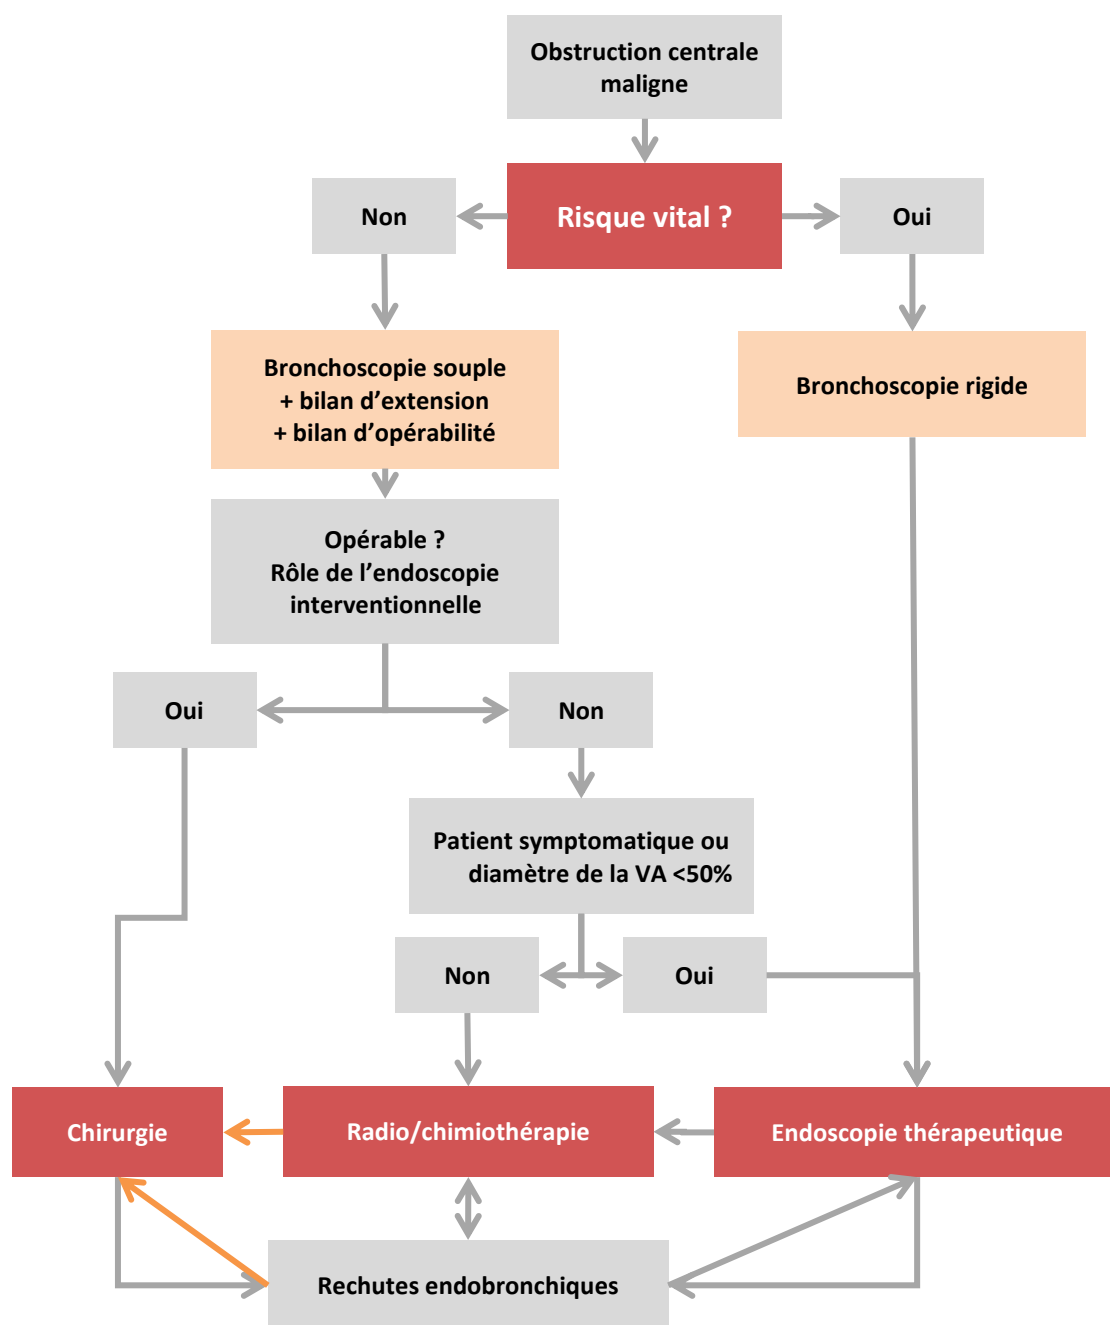 Obstruction centrale
maligne
Non
Risque vital ?
Oui
Bronchoscopie souple
+ bilan d’extension
+ bilan d’opérabilité
Bronchoscopie rigide
Opérable ?
Rôle de l’endoscopie
interventionnelle
Oui
Non
Patient symptomatique ou
diamètre de la VA <50%
Non
Oui
Chirurgie
Radio/chimiothérapie
Endoscopie thérapeutique
Rechutes endobronchiques